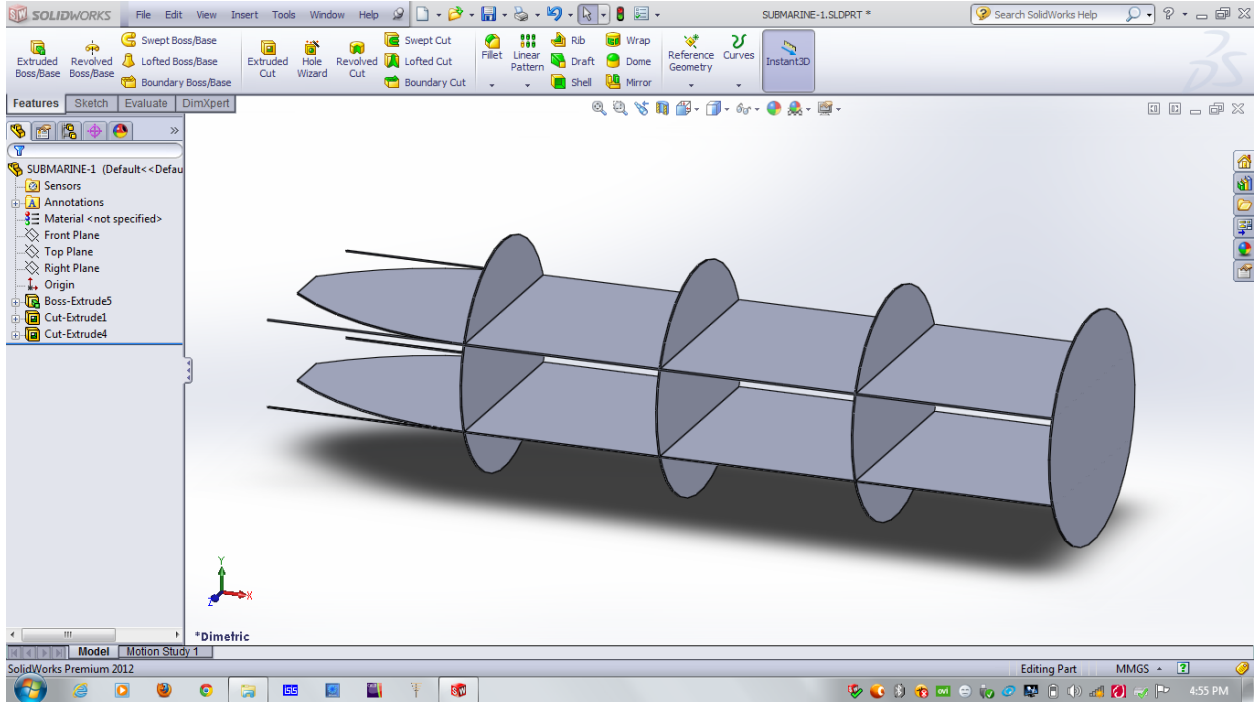 SOLIDWORKS File Edit View Insert Tools Window Help SUBMARINE-1.SLDPRT * Search SolidWorks Help
Extruded Boss/Base
Revolved Boss/Base
Swept Boss/Base
Lofted Boss/Base
Boundary Boss/Base
Extruded Cut
Hole Wizard
Revolved Cut
Swept Cut
Lofted Cut
Boundary Cut
Fillet
Linear Pattern
Rib
Draft
Shell
Wrap
Dome
Mirror
Reference Geometry
Curves
Instant3D
Features Sketch Evaluate DimXpert
SUBMARINE-1 (Default<<Defau
Sensors
Annotations
Material <not specified>
Front Plane
Top Plane
Right Plane
Origin
Boss-Extrude5
Cut-Extrude1
Cut-Extrude4
Y
X
Z
*Dimetric
Model Motion Study 1
SolidWorks Premium 2012 Editing Part MMGS
ISIS
ovi
4:55 PM